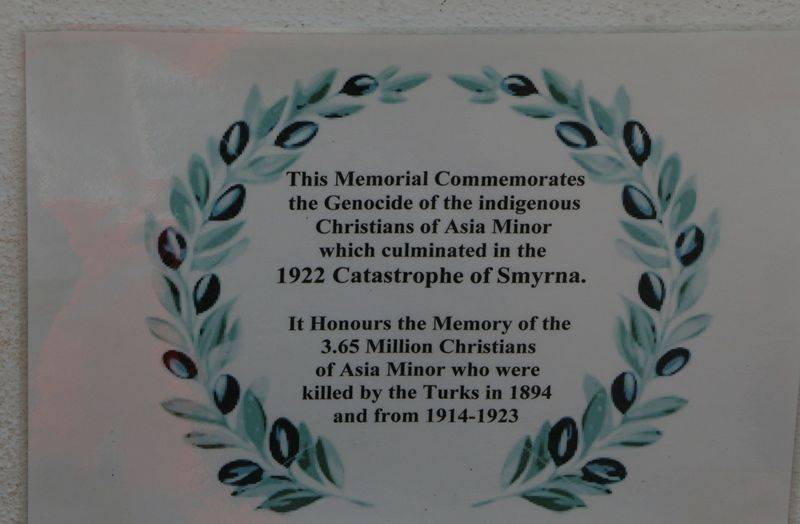 This Memorial Commemorates
the Genocide of the indigenous
Christians of Asia Minor
which culminated in the
1922 Catastrophe of Smyrna.
It Honours the Memory of the
3.65 Million Christians
of Asia Minor who were
killed by the Turks in 1894
and from 1914-1923